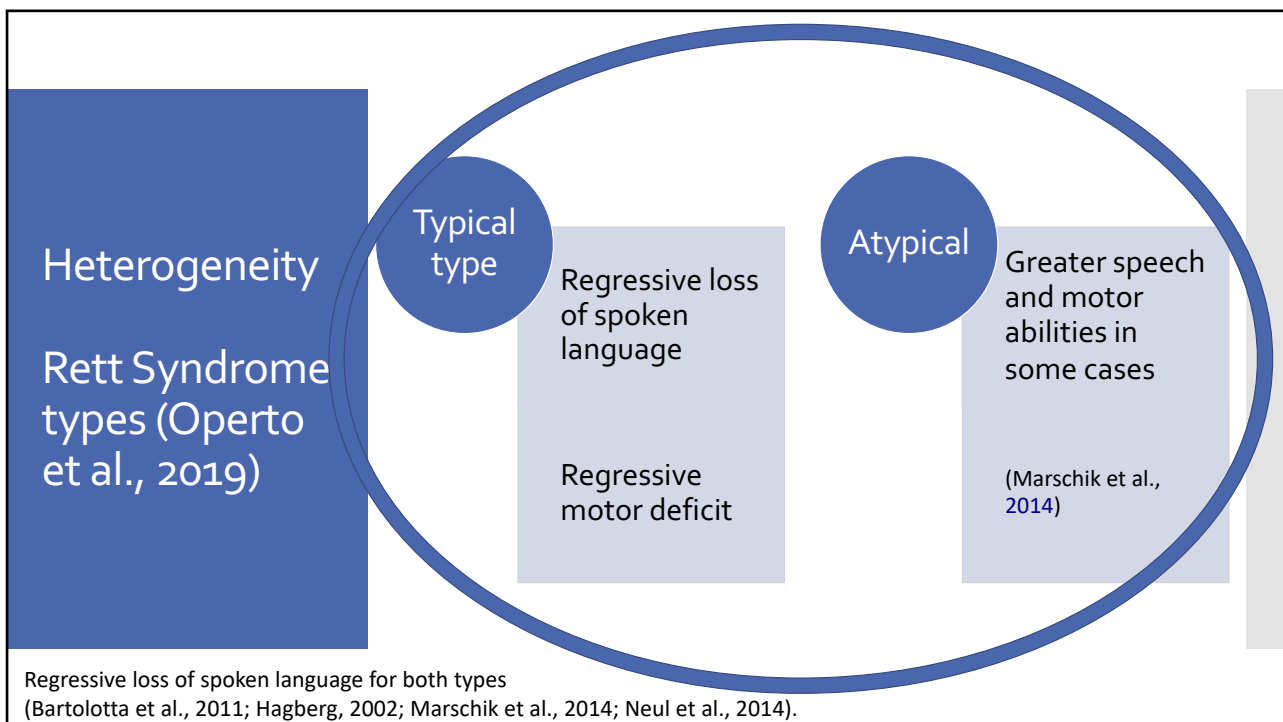 Heterogeneity
Rett Syndrome
types (Operto
et al., 2019)
Typical
type
Regressive loss
of spoken
language
Regressive
motor deficit
Atypical
Greater speech
and motor
abilities in
some cases
(Marschik et al.,
2014)
Regressive loss of spoken language for both types
(Bartolotta et al., 2011; Hagberg, 2002; Marschik et al., 2014; Neul et al., 2014).